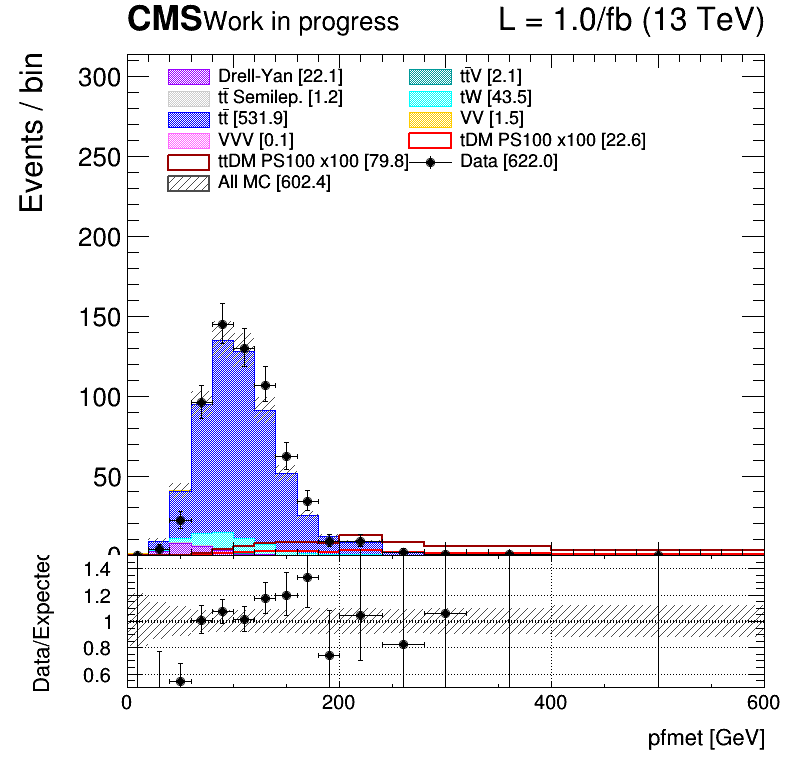 CMS Work in progress L = 1.0/fb (13 TeV)
Events / bin
300
250
200
150
100
50
0
Drell-Yan [22.1]
tt̄ Semilep. [1.2]
tt̄ [531.9]
VVV [0.1]
ttDM PS100 x100 [79.8]
All MC [602.4]
tt̄V [2.1]
tW [43.5]
VV [1.5]
tDM PS100 x100 [22.6]
Data [622.0]
Data/Expected
1.4
1.2
1
0.8
0.6
0 200 400 600
pfmet [GeV]